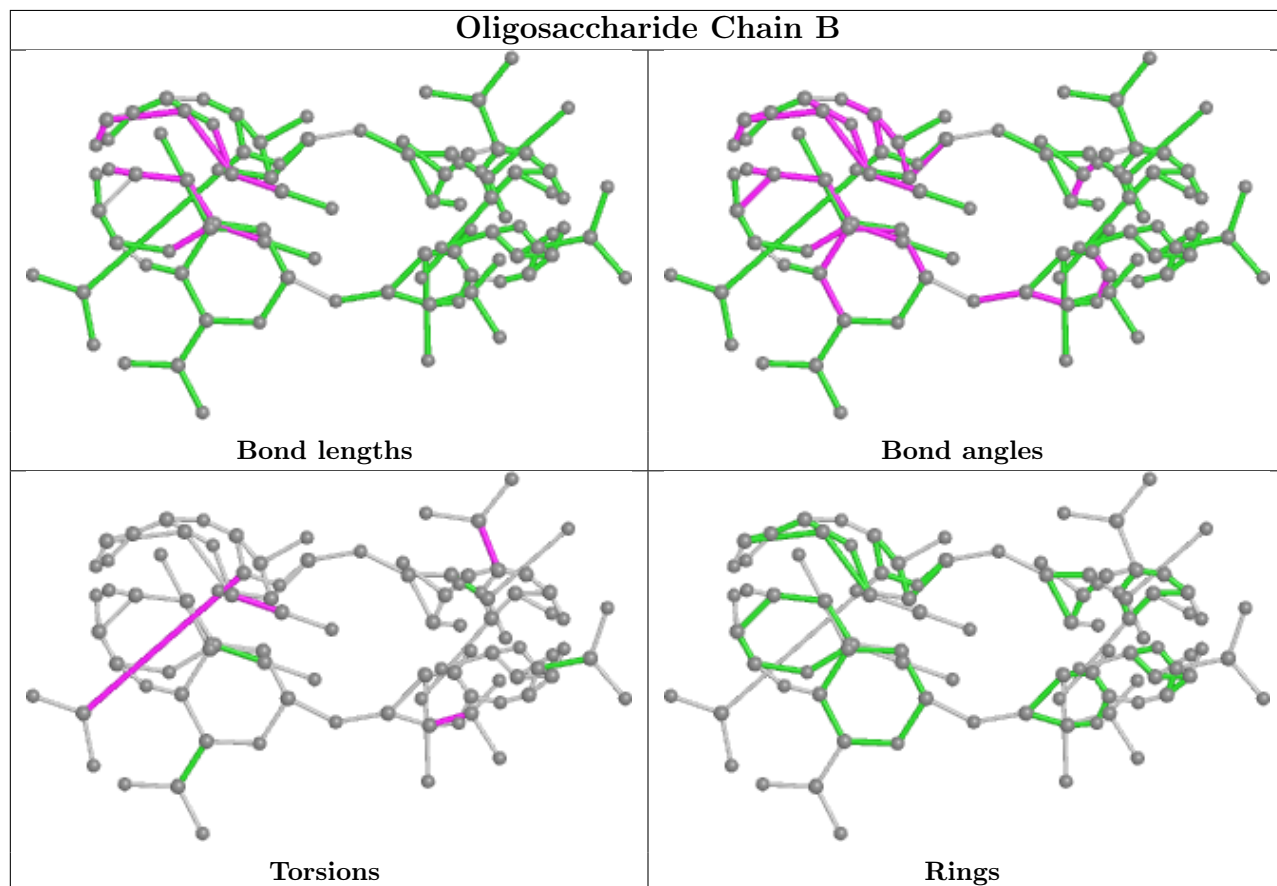 Oligosaccharide Chain B
Bond lengths
Bond angles
Torsions
Rings